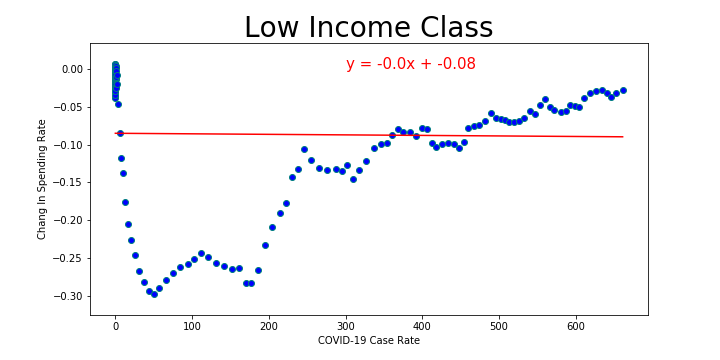 Low Income Class
y = -0.0x + -0.08
0.00
−0.05
−0.10
−0.15
−0.20
−0.25
−0.30
Chang In Spending Rate
0 100 200 300 400 500 600
COVID-19 Case Rate